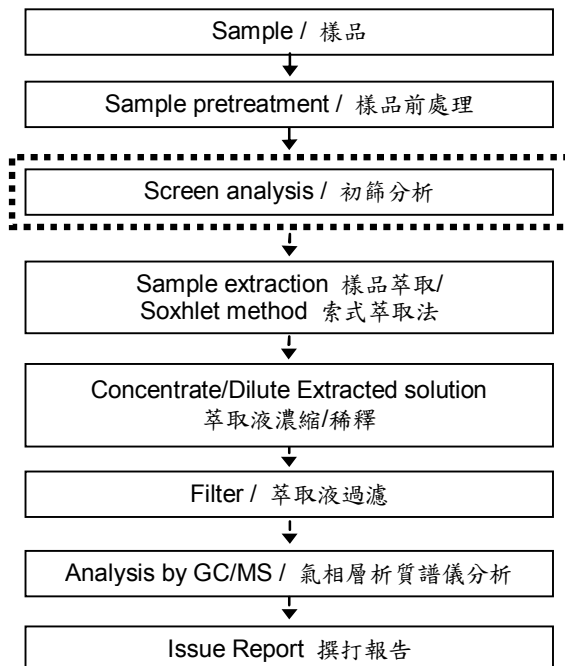 Sample / 樣品
Sample pretreatment / 樣品前處理
Screen analysis / 初篩分析
Sample extraction 樣品萃取/
Soxhlet method 索式萃取法
Concentrate/Dilute Extracted solution
萃取液濃縮/稀釋
Filter / 萃取液過濾
Analysis by GC/MS / 氣相層析質譜儀分析
Issue Report 撰打報告